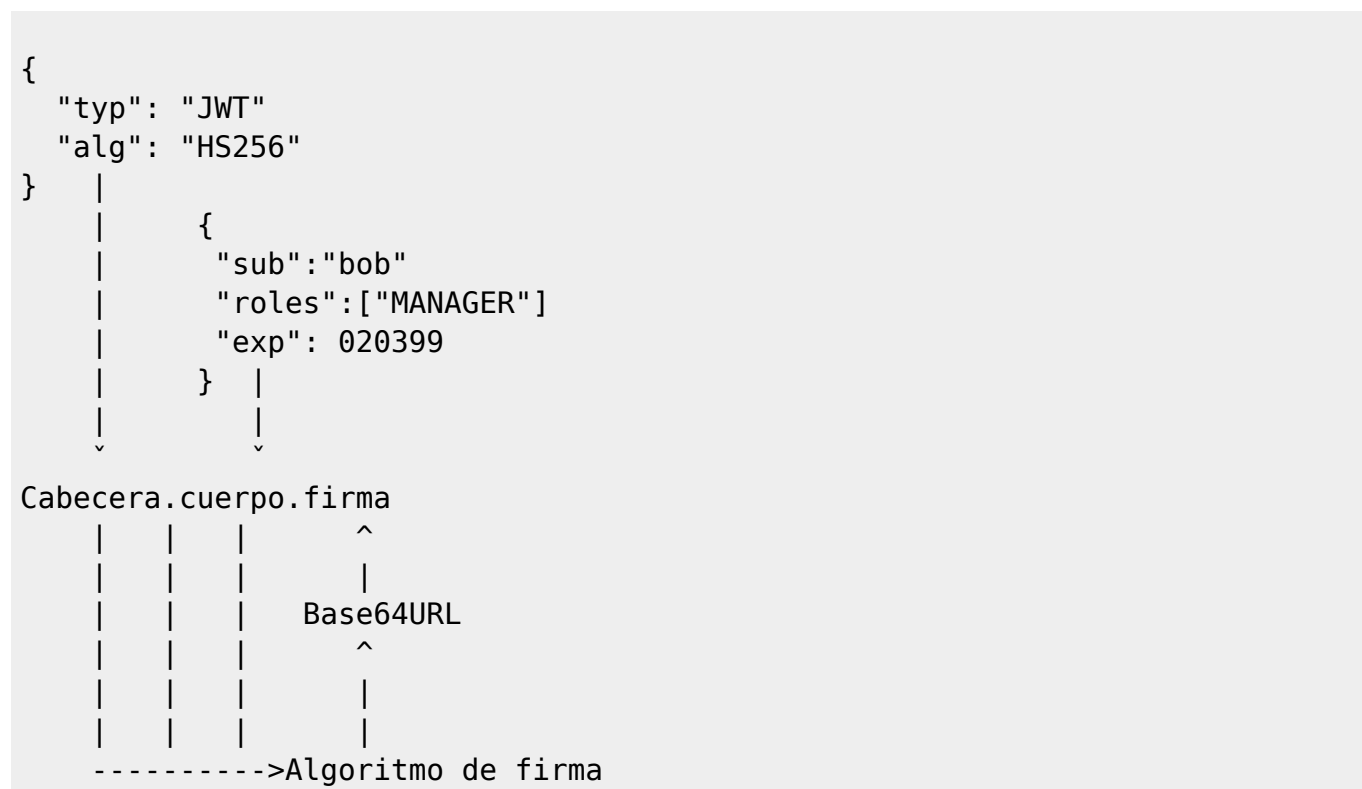 {
  "typ": "JWT"
  "alg": "HS256"
}   |
    |     {
    |      "sub":"bob"
    |      "roles":["MANAGER"]
    |      "exp": 020399
    |     }  |
    |        |
    ˇ        ˇ
Cabecera.cuerpo.firma
    |   |   |      ^
    |   |   |      |
    |   |   |   Base64URL
    |   |   |      ^
    |   |   |      |
    |   |   |      |
    ---------->Algoritmo de firma